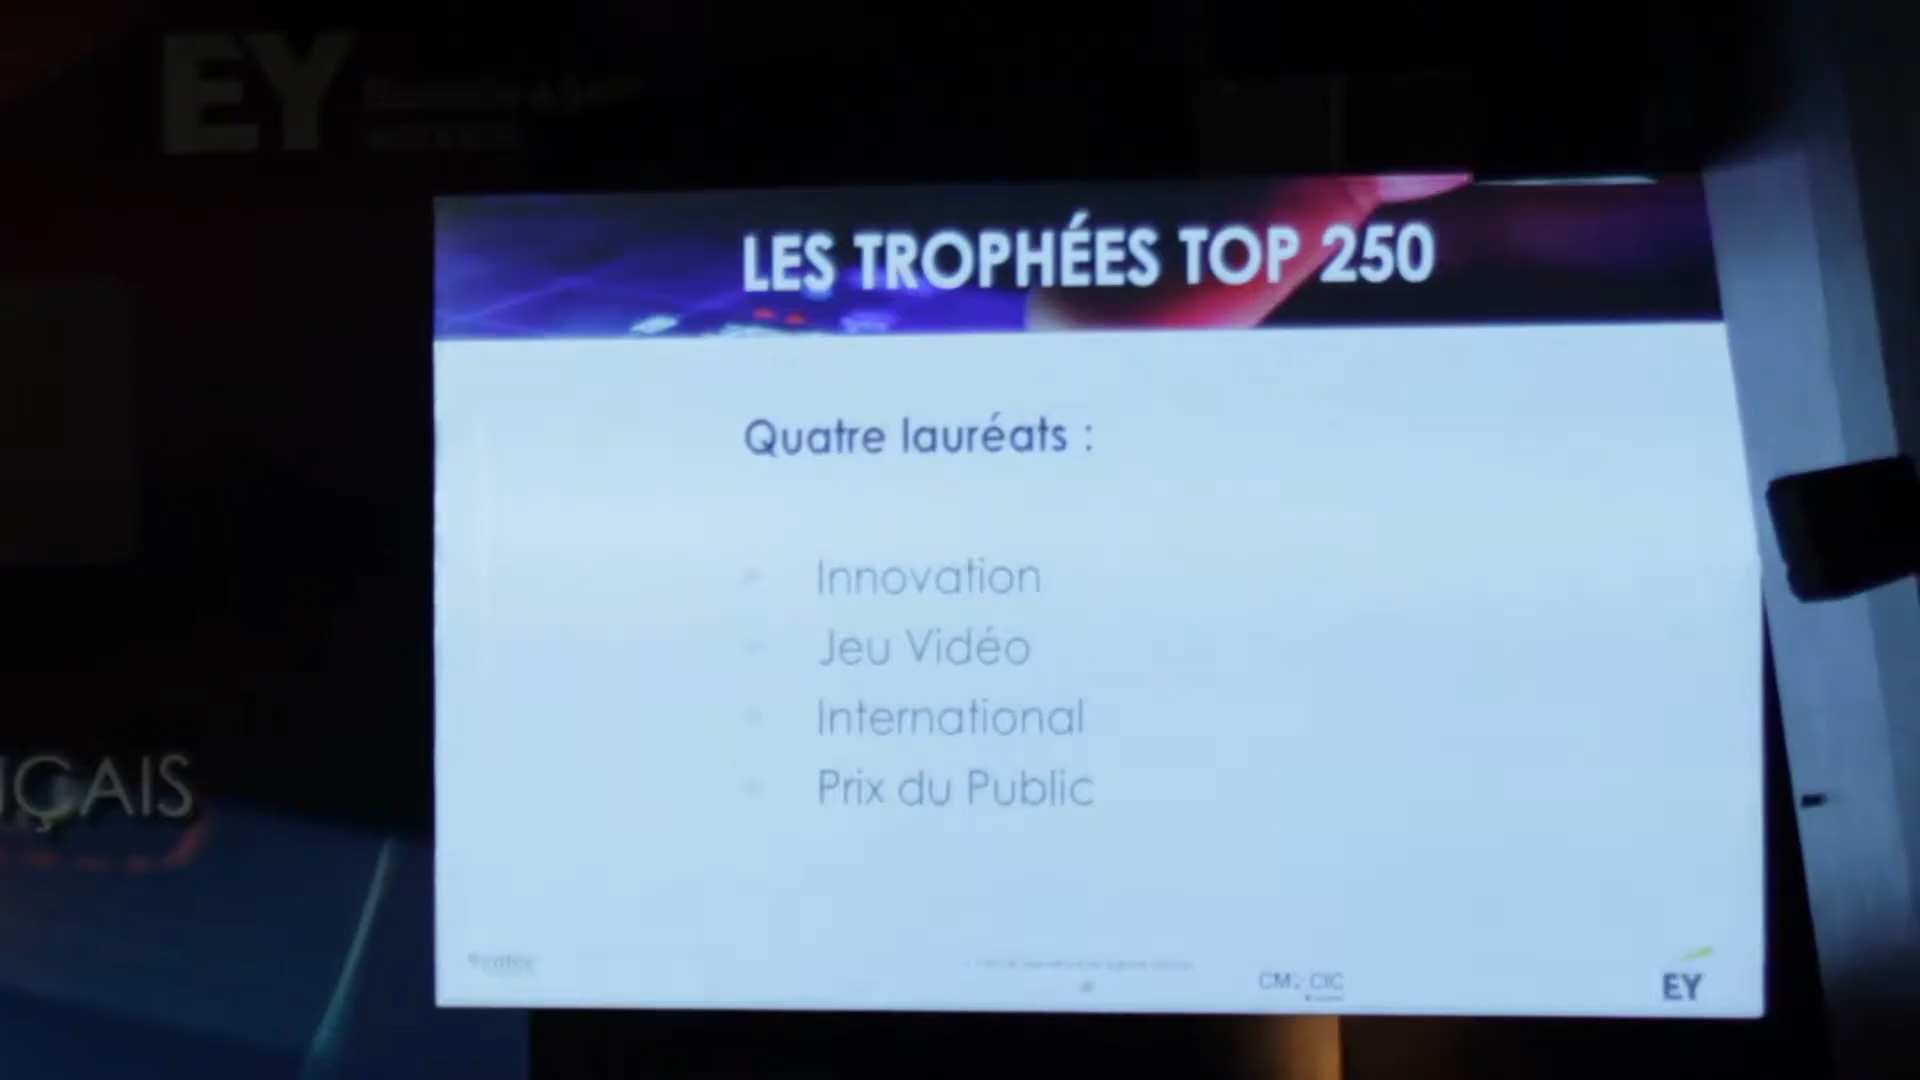 EY
LES TROPHÉES TOP 250
Quatre lauréats :
Innovation
Jeu Vidéo
International
Prix du Public
ÇAIS
CM CIC
EY